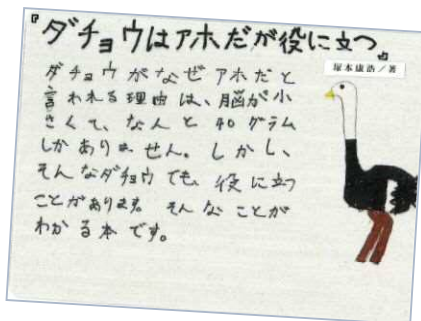 『ダチョウはアホだが役に立つ』
塚本康浩／著
ダチョウがなぜアホだと
言われる理由は、脳が小
さくて、なんと40グラム
しかありません。しかし、
そんなダチョウでも、役に立つ
ことがあります。そんなことが
わかる本です。